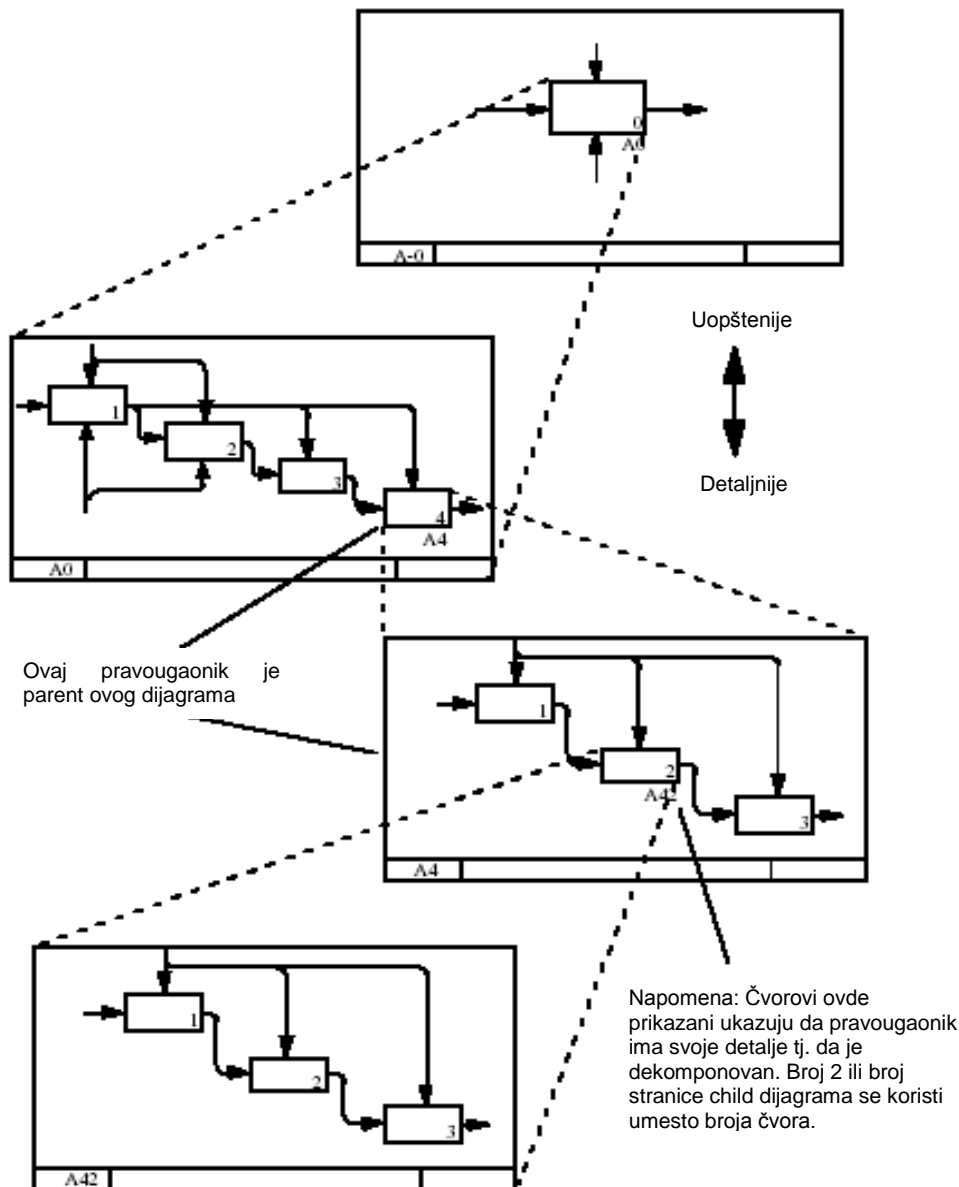 0
A0
A-0
Uopštenije
Detaljnije
1
2
3
4
A4
A0
Ovaj pravougaonik je
parent ovog dijagrama
1
2
A42
3
A4
Napomena: Čvorovi ovde
prikazani ukazuju da pravougaonik
ima svoje detalje tj. da je
dekomponovan. Broj 2 ili broj
stranice child dijagrama se koristi
umesto broja čvora.
1
2
3
A42